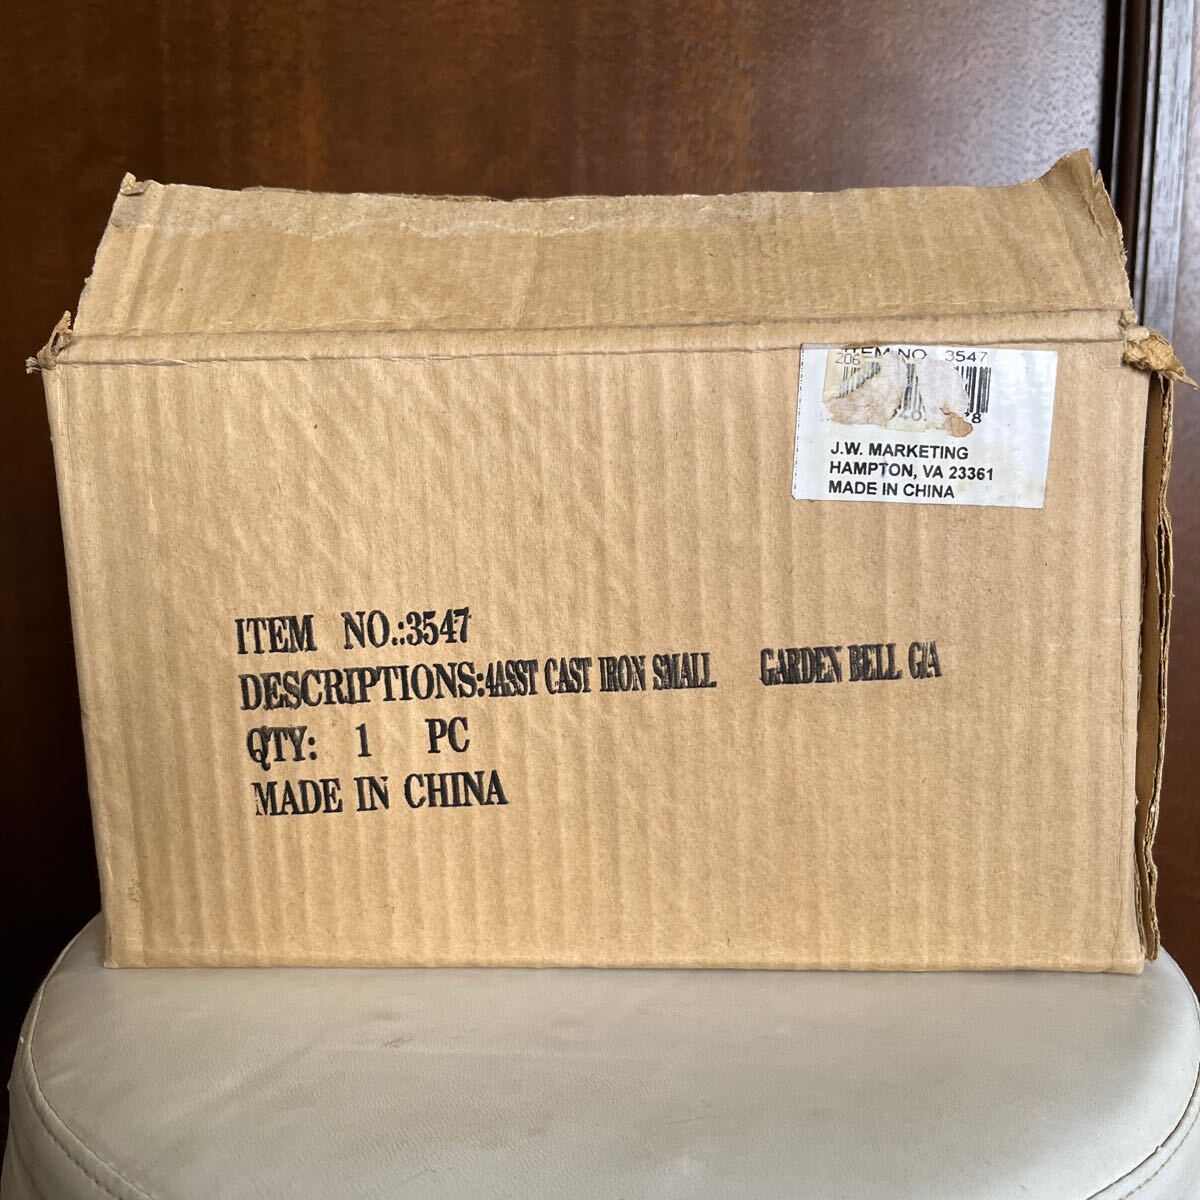 ITEM NO. 3547
206
J.W. MARKETING
HAMPTON, VA 23361
MADE IN CHINA
ITEM NO.:3547
DESCRIPTIONS:4ASST CAST IRON SMALL GARDEN BELL G/A
QTY: 1 PC
MADE IN CHINA